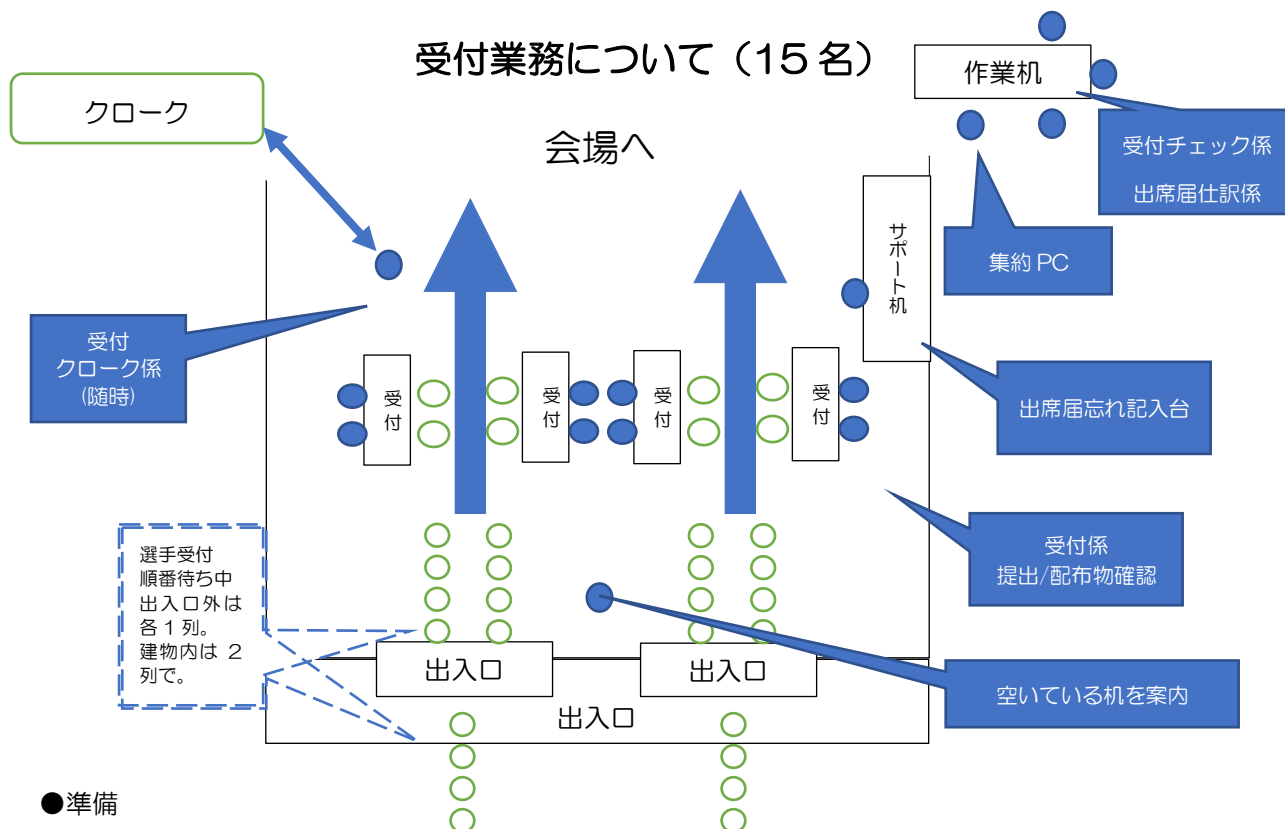 受付業務について（15 名）
作業机
クローク
会場へ
受付チェック係
出席届仕訳係
サポート机
集約 PC
受付
クローク係
(随時)
受付
受付
受付
受付
出席届忘れ記入台
受付係
提出/配布物確認
選手受付
順番待ち中
出入口外は
各 1 列。
建物内は 2
列で。
出入口
出入口
空いている机を案内
出入口
●準備